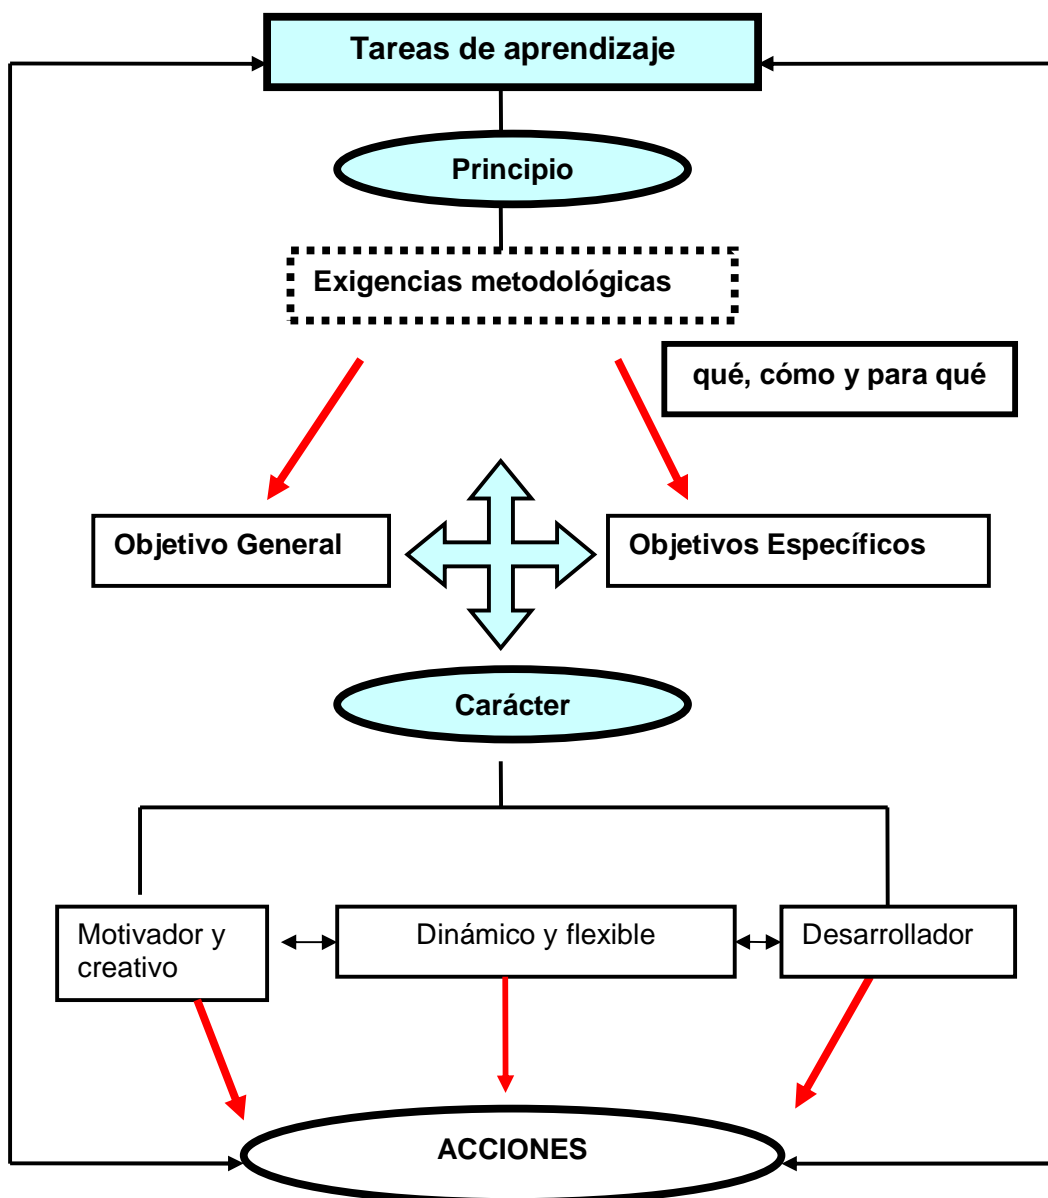 Tareas de aprendizaje
Principio
Exigencias metodológicas
qué, cómo y para qué
Objetivo General
Objetivos Específicos
Carácter
Motivador y
creativo
Dinámico y flexible
Desarrollador
ACCIONES